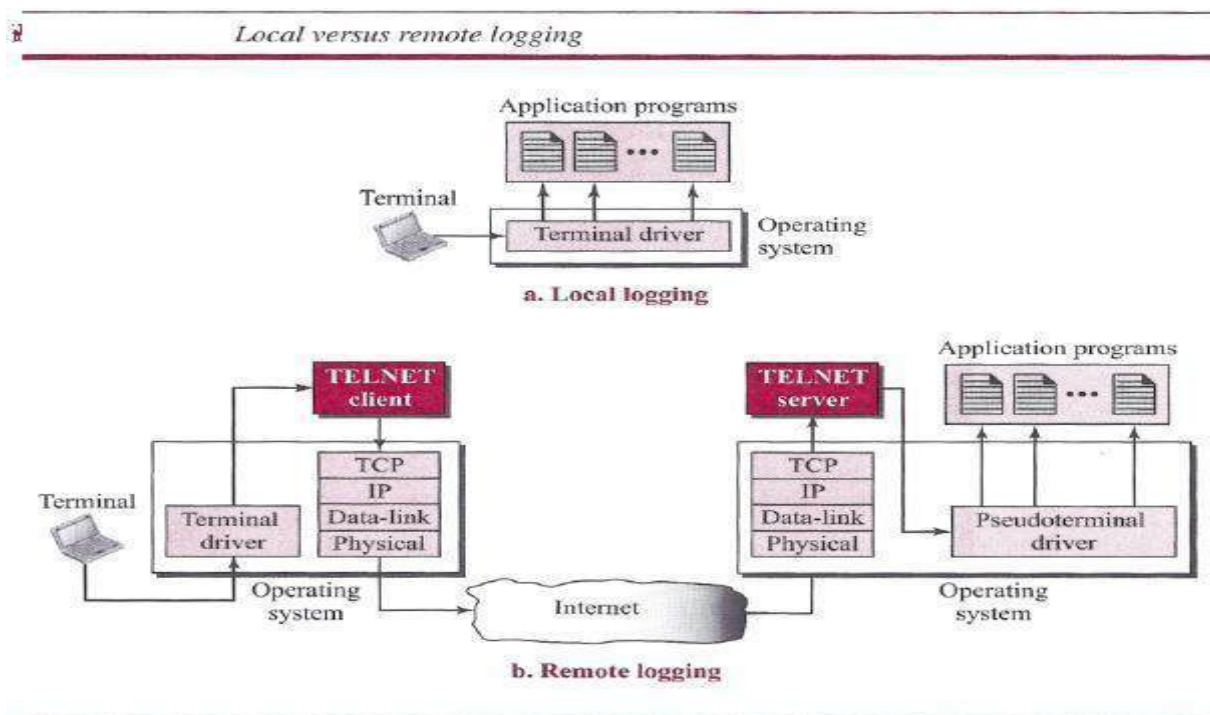 Local versus remote logging
Application programs
Terminal
Terminal driver
Operating
system
a. Local logging
Application programs
TELNET
client
TELNET
server
TCP
IP
Data-link
Physical
Terminal
Terminal
driver
Operating
system
Internet
TCP
IP
Data-link
Physical
Pseudoterminal
driver
Operating
system
b. Remote logging